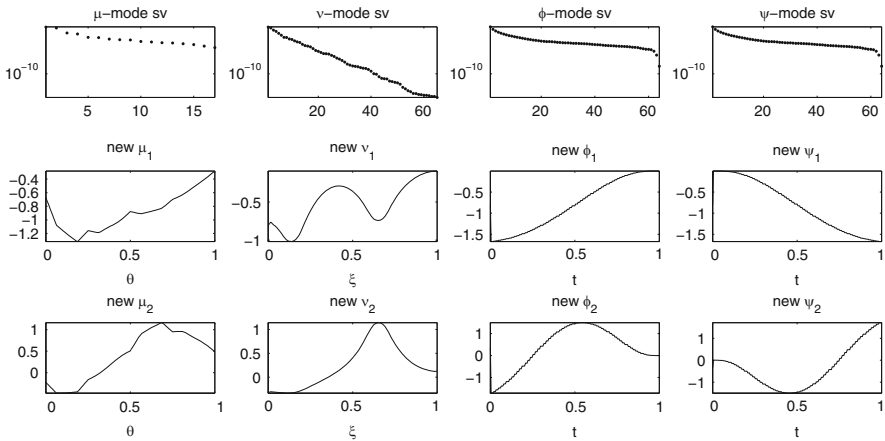 μ−mode sv
ν−mode sv
φ−mode sv
ψ−mode sv
10⁻¹⁰
5 10 15
10⁻¹⁰
20 40 60
10⁻¹⁰
20 40 60
10⁻¹⁰
20 40 60
new μ₁
new ν₁
new φ₁
new ψ₁
−0.4
−0.6
−0.8
−1
−1.2
0 0.5 1
θ
−0.5
−1
0 0.5 1
ξ
−0.5
−1
−1.5
0 0.5 1
t
−0.5
−1
−1.5
0 0.5 1
t
new μ₂
new ν₂
new φ₂
new ψ₂
1
0.5
0
0 0.5 1
θ
1
0.5
0
0 0.5 1
ξ
1
0
−1
0 0.5 1
t
1
0
−1
0 0.5 1
t